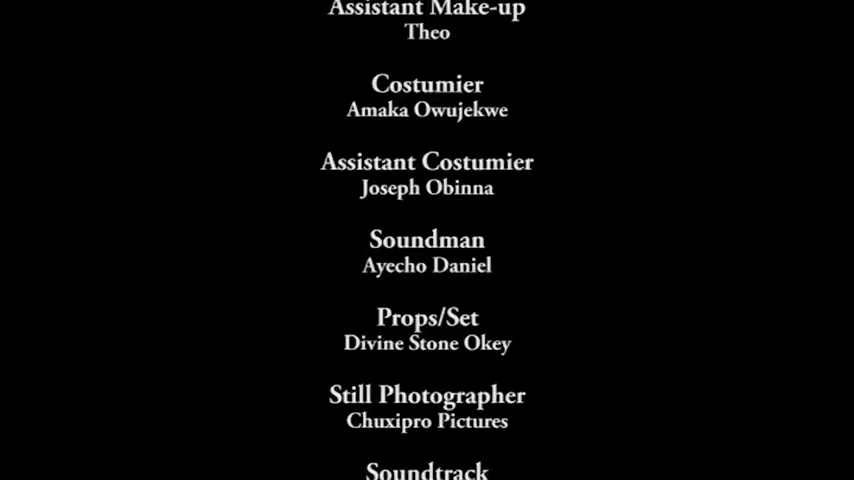 Assistant Make-up
Theo
Costumier
Amaka Owujekwe
Assistant Costumier
Joseph Obinna
Soundman
Ayecho Daniel
Props/Set
Divine Stone Okey
Still Photographer
Chuxipro Pictures
Soundtrack